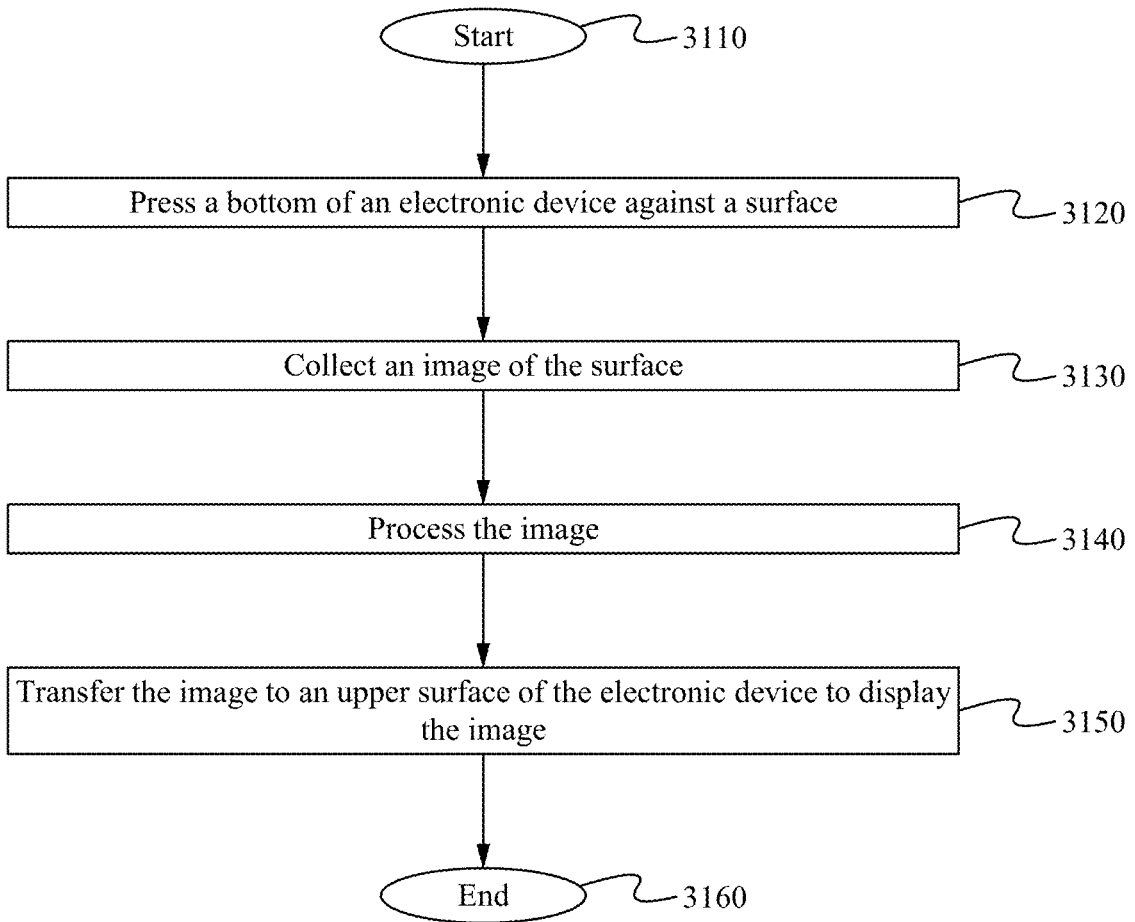 Start
3110
Press a bottom of an electronic device against a surface
3120
Collect an image of the surface
3130
Process the image
3140
Transfer the image to an upper surface of the electronic device to display
the image
3150
End
3160